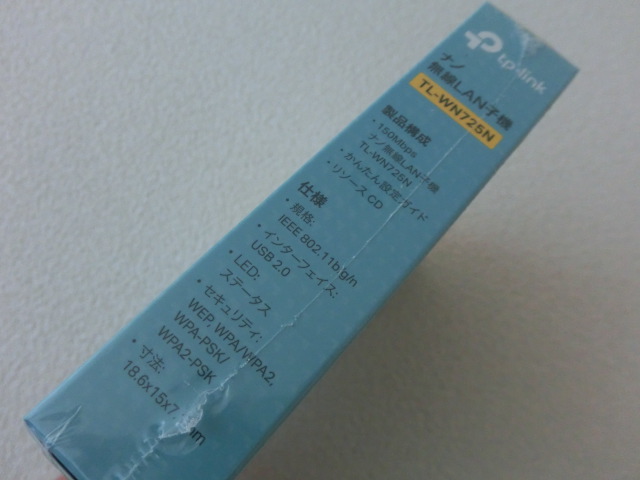 tp-link
ナノ
無線LAN子機
TL-WN725N
製品構成
・150Mbps
ナノ無線LAN子機
TL-WN725N
・かんたん設定ガイド
・リソースCD
仕様
・規格:
IEEE 802.11b/g/n
・インターフェイス:
USB 2.0
・LED:
ステータス
・セキュリティ:
WEP, WPA/WPA2,
WPA-PSK/
WPA2-PSK
・寸法: